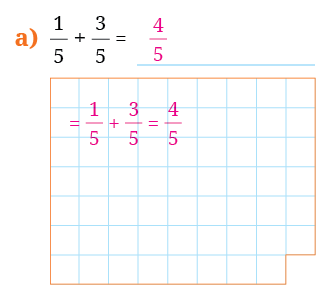 a) 1/5 + 3/5 = 4/5
= 1/5 + 3/5 = 4/5